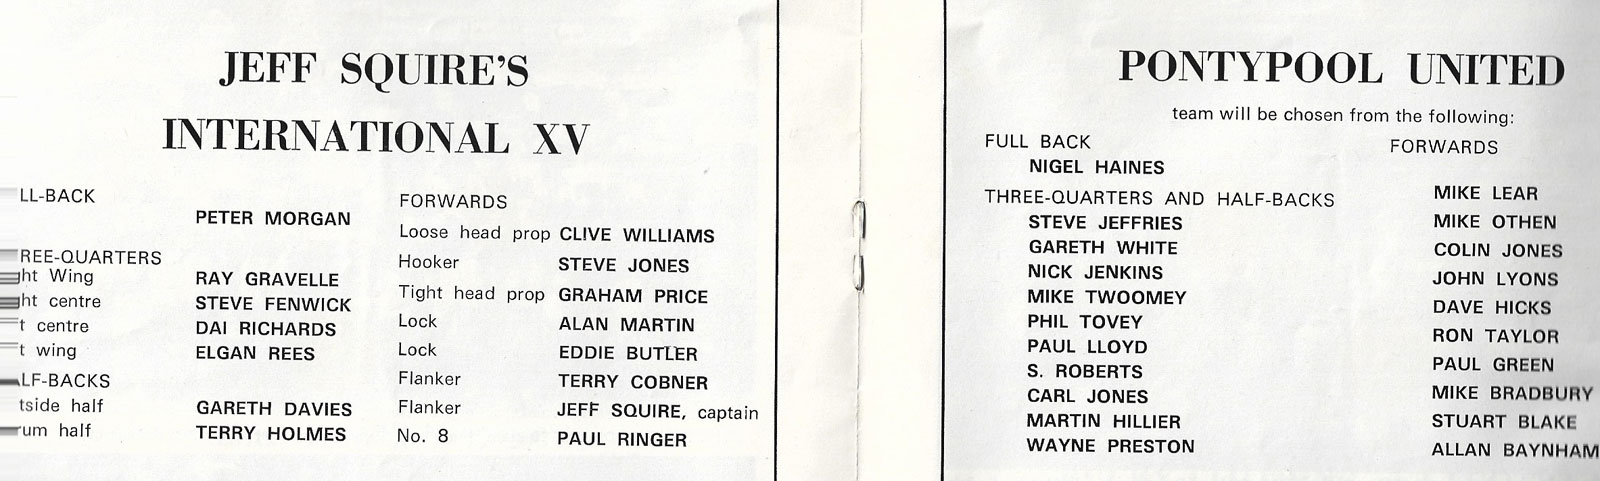 JEFF SQUIRE'S
INTERNATIONAL XV
LL-BACK
PETER MORGAN
REE-QUARTERS
ht Wing RAY GRAVELLE
ht centre STEVE FENWICK
t centre DAI RICHARDS
t wing ELGAN REES
LF-BACKS
tside half GARETH DAVIES
um half TERRY HOLMES
FORWARDS
Loose head prop CLIVE WILLIAMS
Hooker STEVE JONES
Tight head prop GRAHAM PRICE
Lock ALAN MARTIN
Lock EDDIE BUTLER
Flanker TERRY COBNER
Flanker JEFF SQUIRE, captain
No. 8 PAUL RINGER
PONTYPOOL UNITED
team will be chosen from the following:
FULL BACK
NIGEL HAINES
THREE-QUARTERS AND HALF-BACKS
STEVE JEFFRIES
GARETH WHITE
NICK JENKINS
MIKE TWOOMEY
PHIL TOVEY
PAUL LLOYD
S. ROBERTS
CARL JONES
MARTIN HILLIER
WAYNE PRESTON
FORWARDS
MIKE LEAR
MIKE OTHEN
COLIN JONES
JOHN LYONS
DAVE HICKS
RON TAYLOR
PAUL GREEN
MIKE BRADBURY
STUART BLAKE
ALLAN BAYNHAM